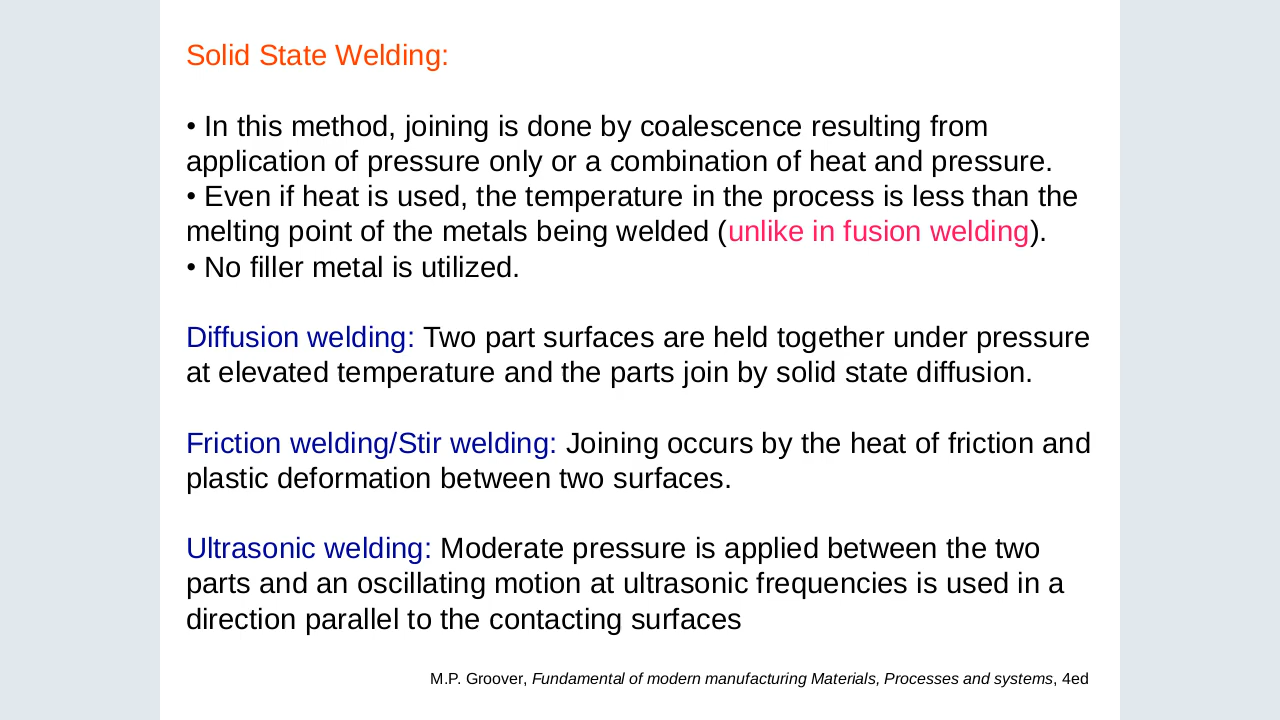 Solid State Welding:
• In this method, joining is done by coalescence resulting from
application of pressure only or a combination of heat and pressure.
• Even if heat is used, the temperature in the process is less than the
melting point of the metals being welded (unlike in fusion welding).
• No filler metal is utilized.
Diffusion welding: Two part surfaces are held together under pressure
at elevated temperature and the parts join by solid state diffusion.
Friction welding/Stir welding: Joining occurs by the heat of friction and
plastic deformation between two surfaces.
Ultrasonic welding: Moderate pressure is applied between the two
parts and an oscillating motion at ultrasonic frequencies is used in a
direction parallel to the contacting surfaces
M.P. Groover, Fundamental of modern manufacturing Materials, Processes and systems, 4ed